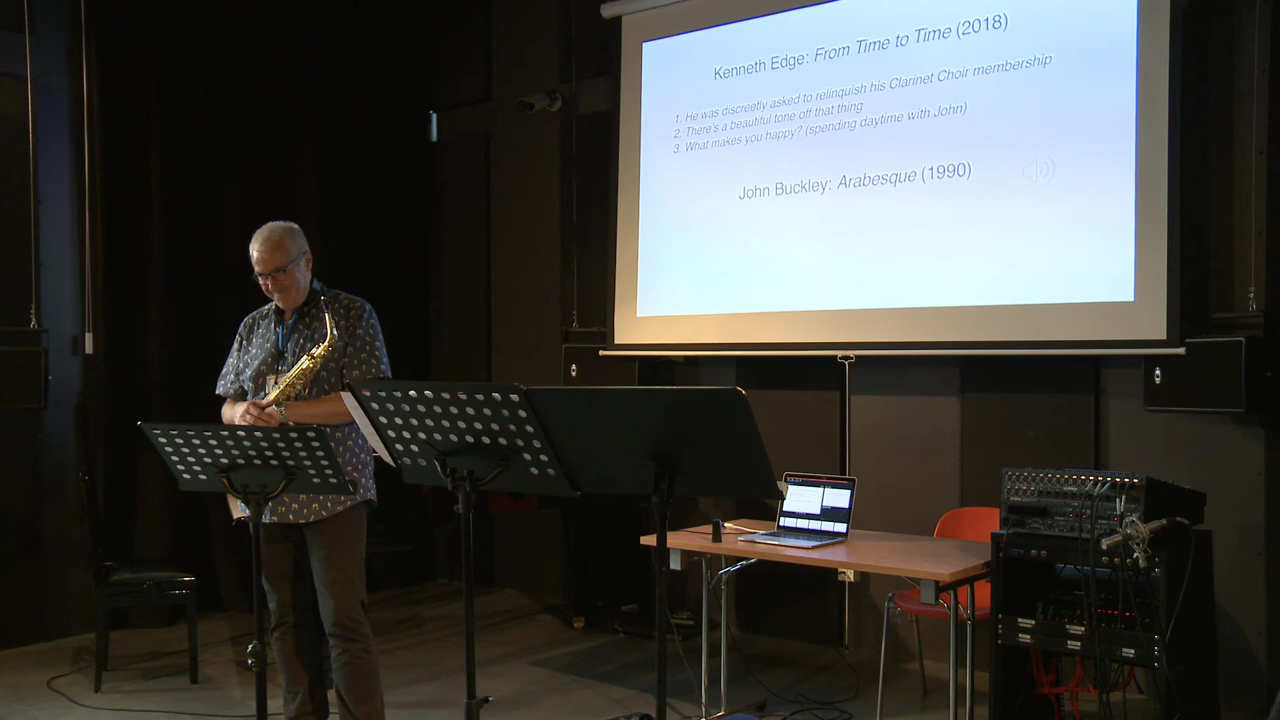 Kenneth Edge: From Time to Time (2018)
1. He was discreetly asked to relinquish his Clarinet Choir membership
2. There's a beautiful tone off that thing
3. What makes you happy? (spending daytime with John)
John Buckley: Arabesque (1990)